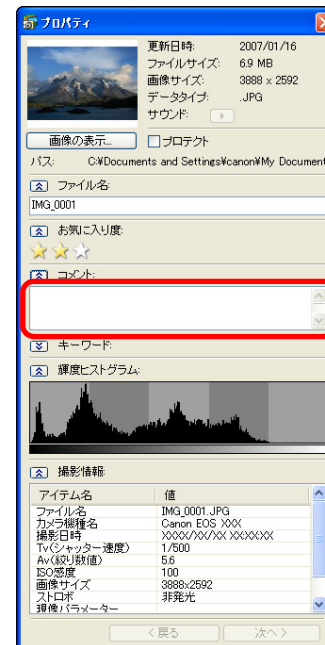 プロパティ
更新日時: 2007/01/16
ファイルサイズ: 6.9 MB
画像サイズ: 3888 x 2592
データタイプ: .JPG
サウンド:
画像の表示...
プロテクト
パス: C:¥Documents and Settings¥canon¥My Document
ファイル名:
IMG_0001
お気に入り度:
コメント:
キーワード:
輝度ヒストグラム:
撮影情報:
アイテム名 値
ファイル名 IMG_0001.JPG
カメラ機種名 Canon EOS XXX
撮影日時 XXXX/XX/XX XX:XX:XX
Tv(シャッター速度) 1/500
Av(絞り数値) 5.6
ISO感度 100
画像サイズ 3888x2592
ストロボ 非発光
現像パラメーター
< 戻る 次へ >